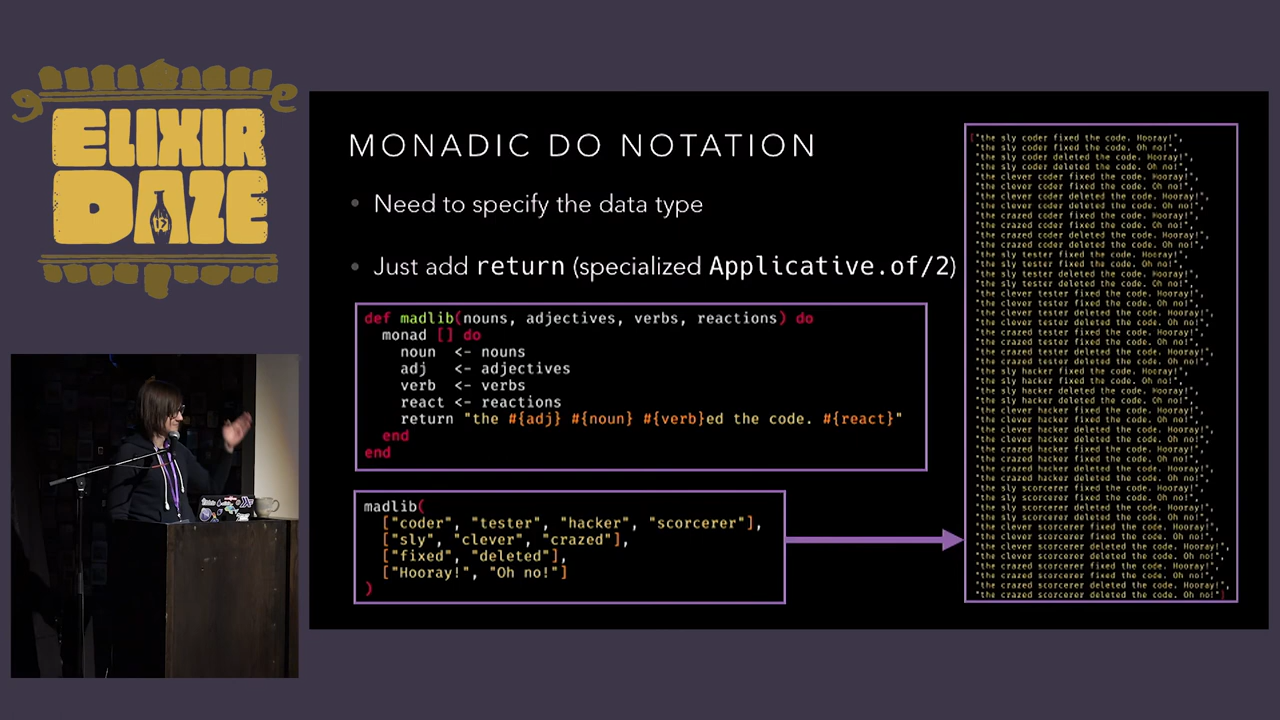 ELIXIR
DAZE
MONADIC DO NOTATION
• Need to specify the data type
• Just add return (specialized Applicative.of/2)
def madlib(nouns, adjectives, verbs, reactions) do
monad [] do
noun <- nouns
adj <- adjectives
verb <- verbs
react <- reactions
return "the #{adj} #{noun} #{verb}ed the code. #{react}"
end
end
madlib(
["coder", "tester", "hacker", "scorcerer"],
["sly", "clever", "crazed"],
["fixed", "deleted"],
["Hooray!", "Oh no!"]
)
["the sly coder fixed the code. Hooray!",
"the sly coder fixed the code. Oh no!",
"the sly coder deleted the code. Hooray!",
"the sly coder deleted the code. Oh no!",
"the clever coder fixed the code. Hooray!",
"the clever coder fixed the code. Oh no!",
"the clever coder deleted the code. Hooray!",
"the clever coder deleted the code. Oh no!",
"the crazed coder fixed the code. Hooray!",
"the crazed coder fixed the code. Oh no!",
"the crazed coder deleted the code. Hooray!",
"the crazed coder deleted the code. Oh no!",
"the sly tester fixed the code. Hooray!",
"the sly tester fixed the code. Oh no!",
"the sly tester deleted the code. Hooray!",
"the sly tester deleted the code. Oh no!",
"the clever tester fixed the code. Hooray!",
"the clever tester fixed the code. Oh no!",
"the clever tester deleted the code. Hooray!",
"the clever tester deleted the code. Oh no!",
"the crazed tester fixed the code. Hooray!",
"the crazed tester fixed the code. Oh no!",
"the crazed tester deleted the code. Hooray!",
"the crazed tester deleted the code. Oh no!",
"the sly hacker fixed the code. Hooray!",
"the sly hacker fixed the code. Oh no!",
"the sly hacker deleted the code. Hooray!",
"the sly hacker deleted the code. Oh no!",
"the clever hacker fixed the code. Hooray!",
"the clever hacker fixed the code. Oh no!",
"the clever hacker deleted the code. Hooray!",
"the clever hacker deleted the code. Oh no!",
"the crazed hacker fixed the code. Hooray!",
"the crazed hacker fixed the code. Oh no!",
"the crazed hacker deleted the code. Hooray!",
"the crazed hacker deleted the code. Oh no!",
"the sly scorcerer fixed the code. Hooray!",
"the sly scorcerer fixed the code. Oh no!",
"the sly scorcerer deleted the code. Hooray!",
"the sly scorcerer deleted the code. Oh no!",
"the clever scorcerer fixed the code. Hooray!",
"the clever scorcerer fixed the code. Oh no!",
"the clever scorcerer deleted the code. Hooray!",
"the clever scorcerer deleted the code. Oh no!",
"the crazed scorcerer fixed the code. Hooray!",
"the crazed scorcerer fixed the code. Oh no!",
"the crazed scorcerer deleted the code. Hooray!",
"the crazed scorcerer deleted the code. Oh no!"]